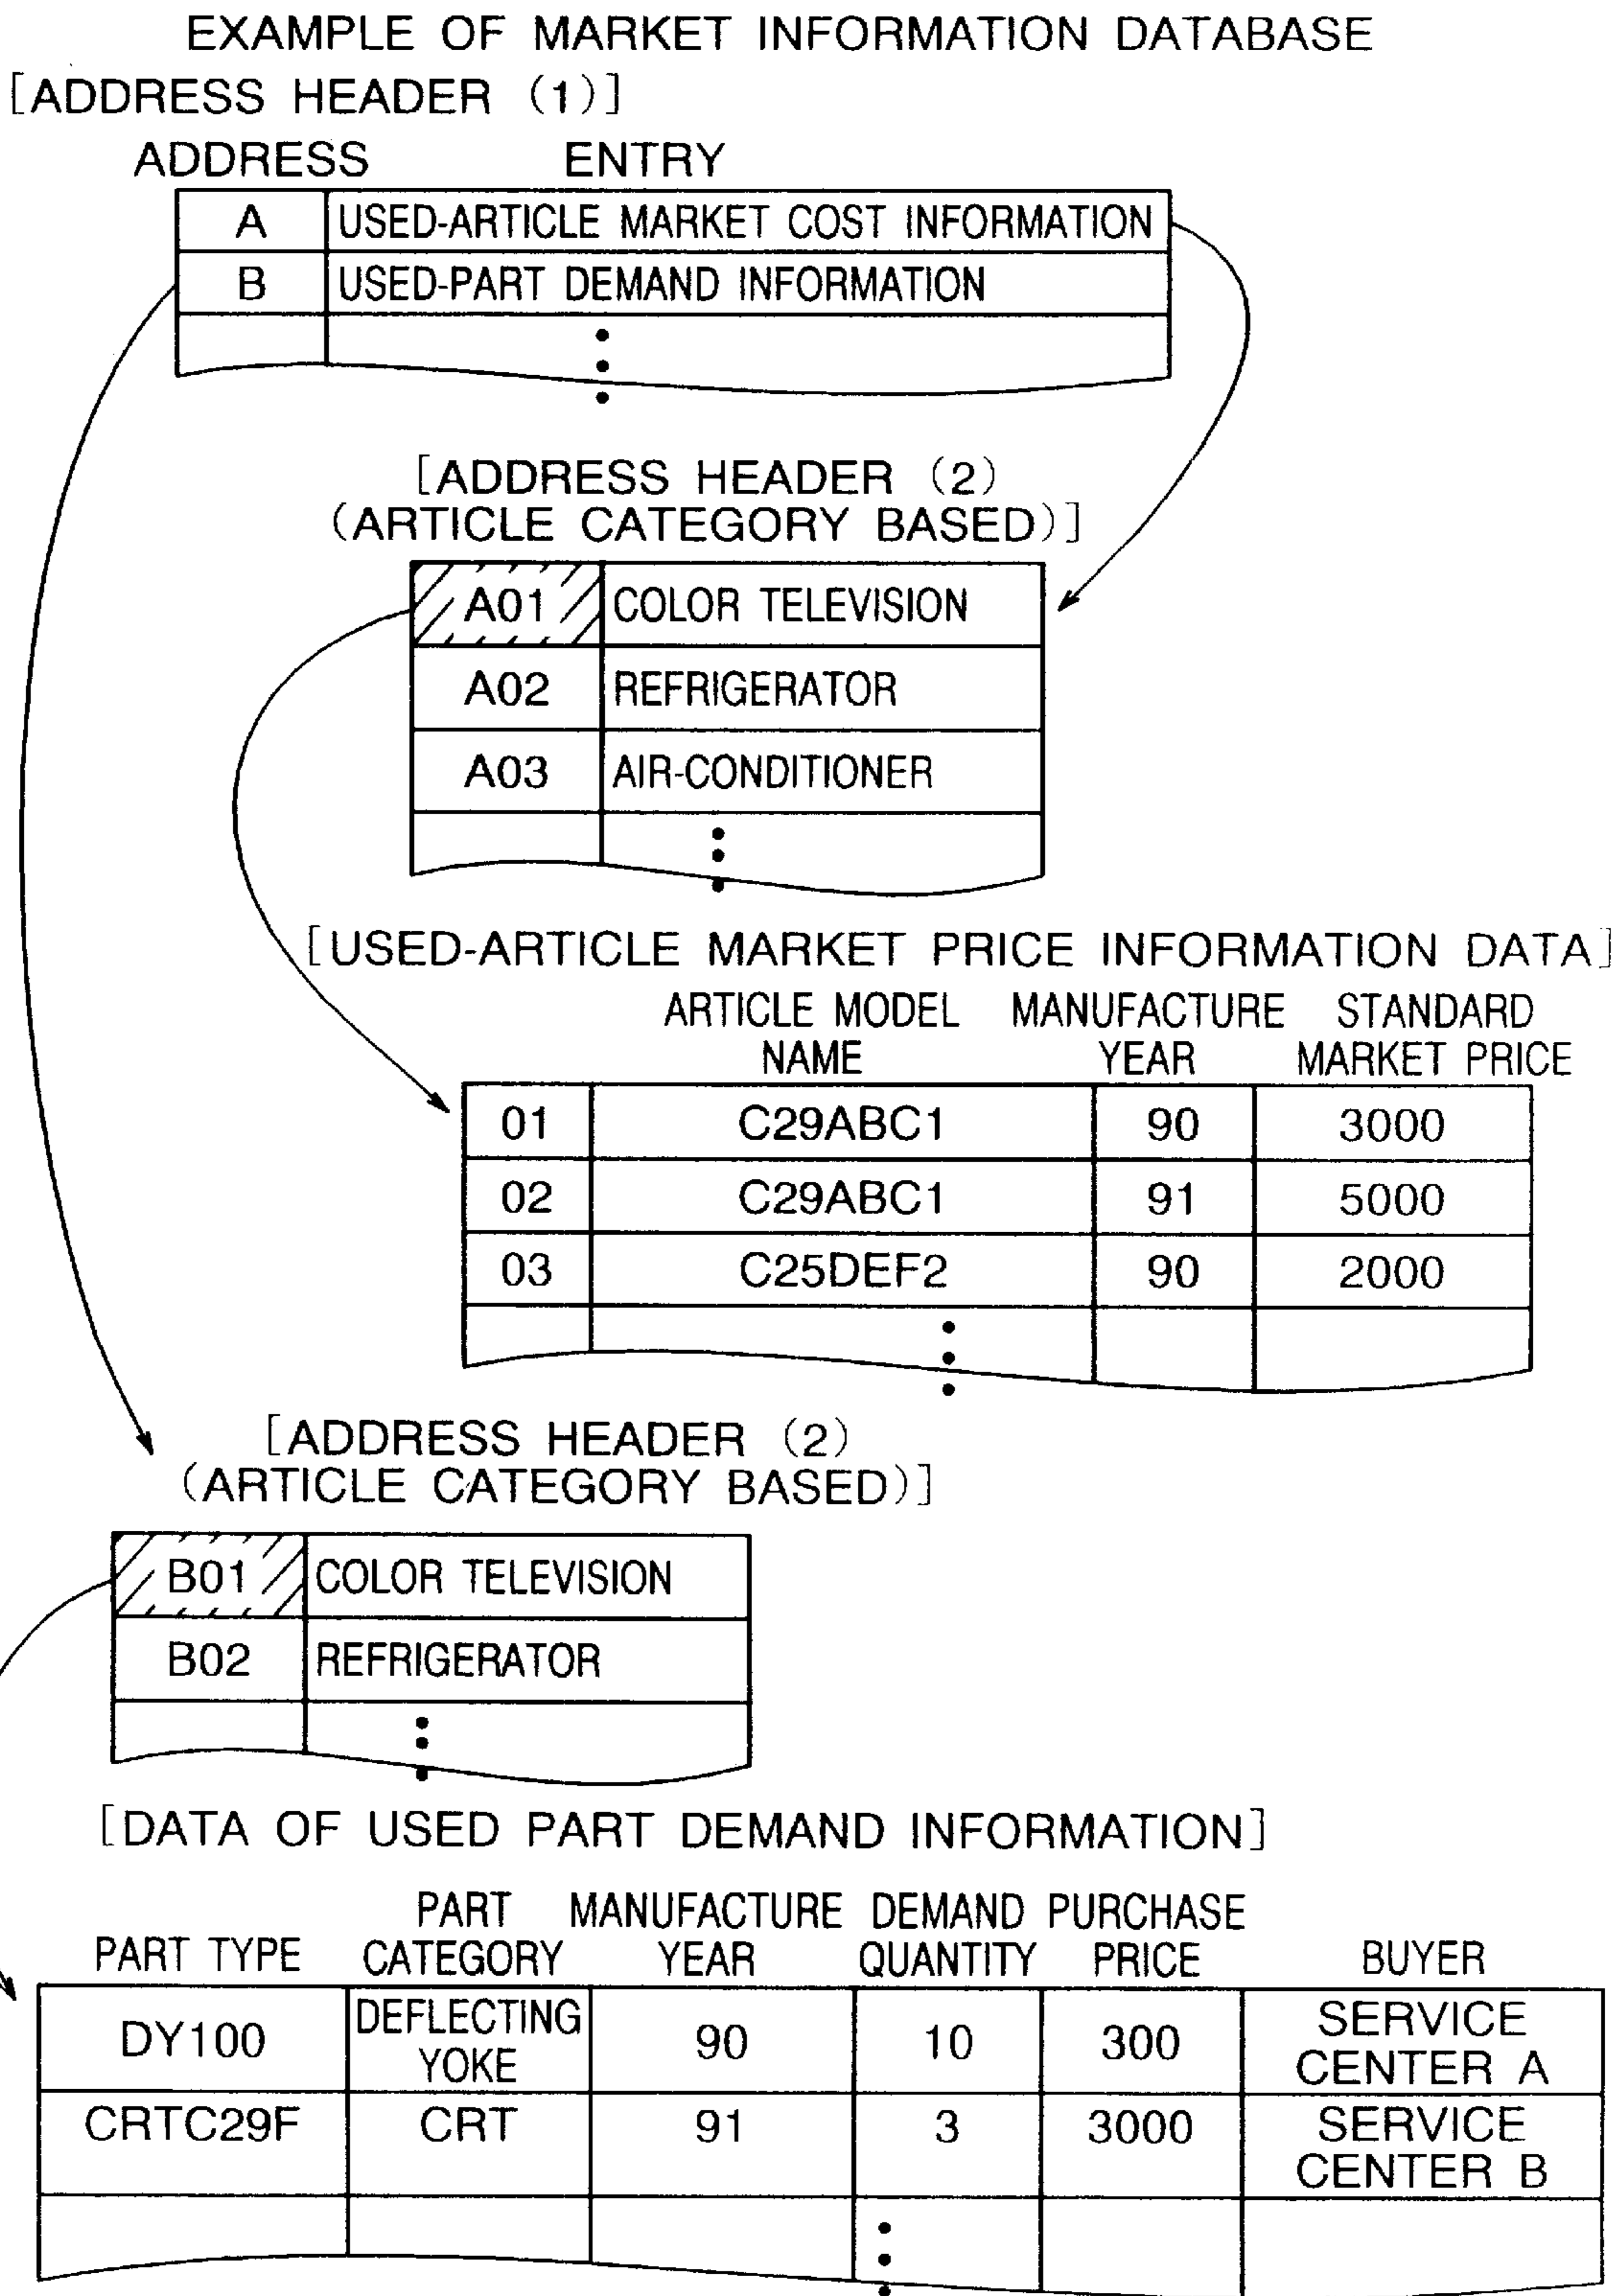 EXAMPLE OF MARKET INFORMATION DATABASE
[ADDRESS HEADER (1)]
ADDRESS ENTRY
A USED-ARTICLE MARKET COST INFORMATION
B USED-PART DEMAND INFORMATION
[ADDRESS HEADER (2)
(ARTICLE CATEGORY BASED)]
A01 COLOR TELEVISION
A02 REFRIGERATOR
A03 AIR-CONDITIONER
[USED-ARTICLE MARKET PRICE INFORMATION DATA]
ARTICLE MODEL MANUFACTURE STANDARD
NAME YEAR MARKET PRICE
01 C29ABC1 90 3000
02 C29ABC1 91 5000
03 C25DEF2 90 2000
[ADDRESS HEADER (2)
(ARTICLE CATEGORY BASED)]
B01 COLOR TELEVISION
B02 REFRIGERATOR
[DATA OF USED PART DEMAND INFORMATION]
PART MANUFACTURE DEMAND PURCHASE
PART TYPE CATEGORY YEAR QUANTITY PRICE BUYER
DY100 DEFLECTING YOKE 90 10 300 SERVICE CENTER A
CRTC29F CRT 91 3 3000 SERVICE CENTER B